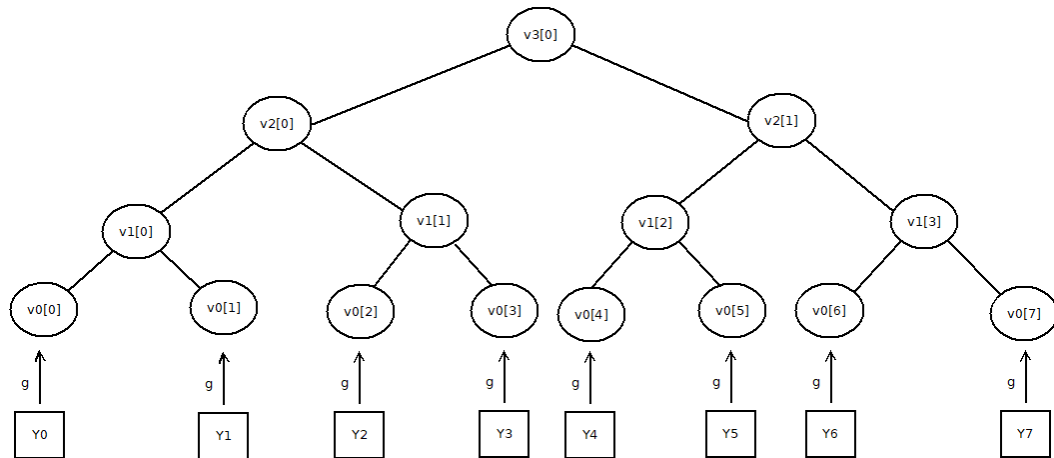 v3[0]
v2[0]
v2[1]
v1[0]
v1[1]
v1[2]
v1[3]
v0[0]
v0[1]
v0[2]
v0[3]
v0[4]
v0[5]
v0[6]
v0[7]
g
g
g
g
g
g
g
g
Y0
Y1
Y2
Y3
Y4
Y5
Y6
Y7